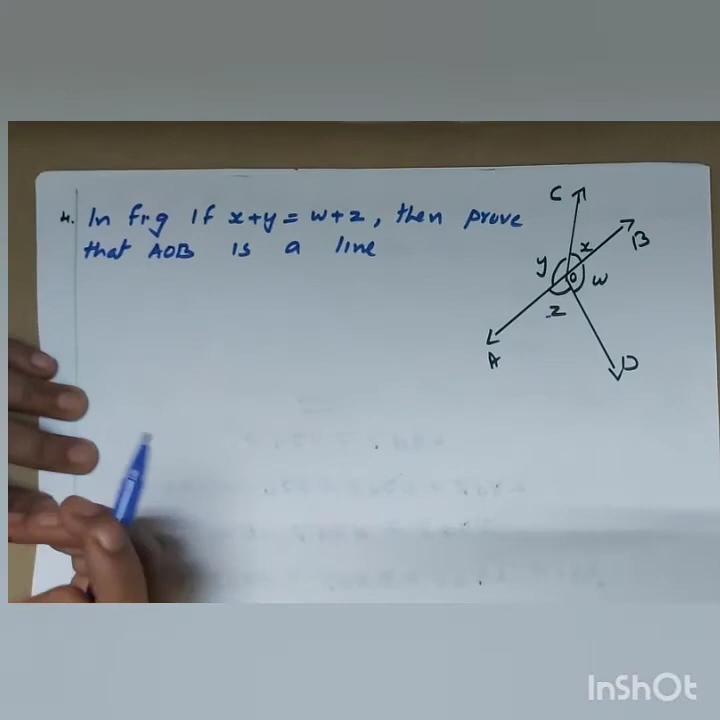 4. In fig If x+y = w+z, then prove
that AOB is a line
C
B
x
y
O
w
z
A
D
InShOt